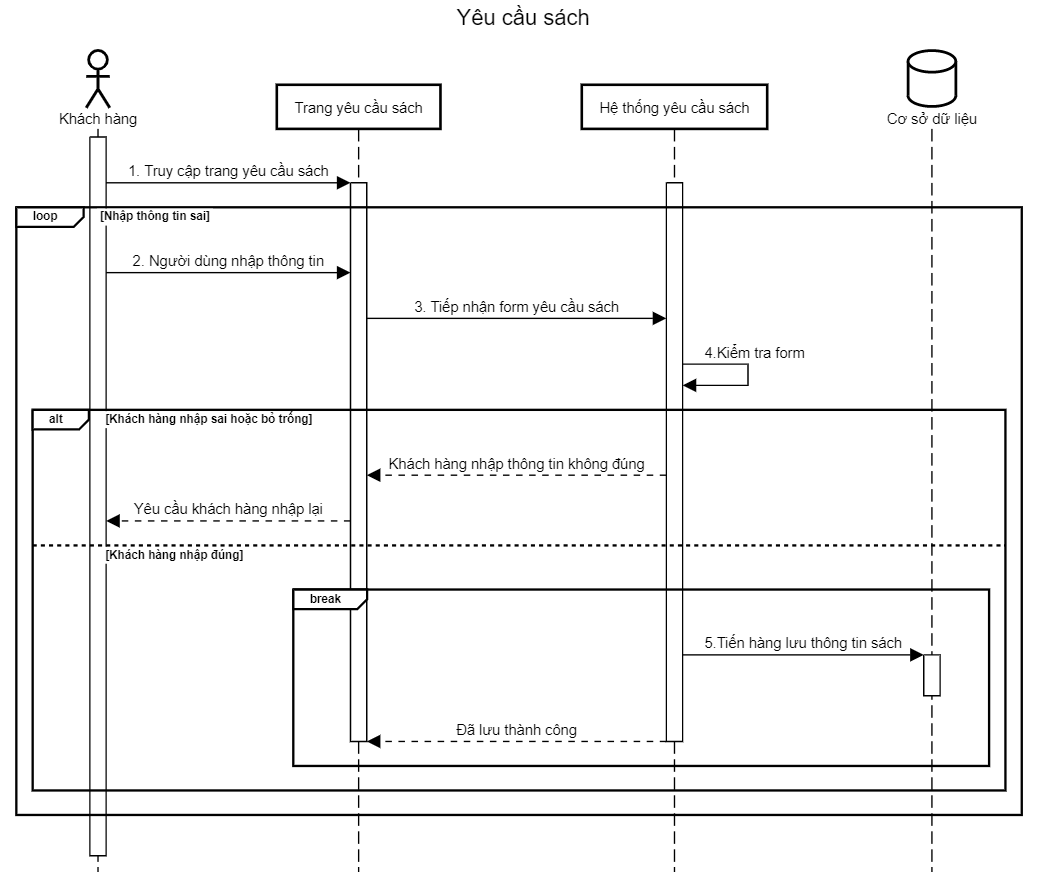 Yêu cầu sách
Khách hàng
Trang yêu cầu sách
Hệ thống yêu cầu sách
Cơ sở dữ liệu
1. Truy cập trang yêu cầu sách
loop
[Nhập thông tin sai]
2. Người dùng nhập thông tin
3. Tiếp nhận form yêu cầu sách
4.Kiểm tra form
alt
[Khách hàng nhập sai hoặc bỏ trống]
Khách hàng nhập thông tin không đúng
Yêu cầu khách hàng nhập lại
[Khách hàng nhập đúng]
break
5.Tiến hàng lưu thông tin sách
Đã lưu thành công